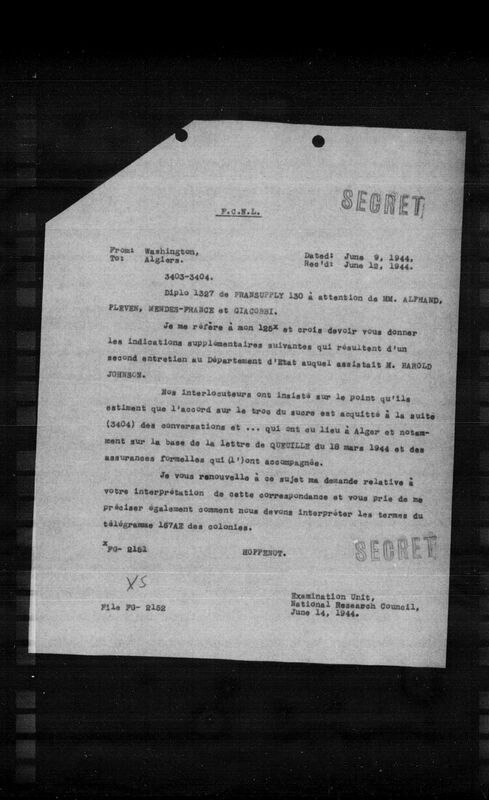 F.C.N.L.
SECRET
From: Washington,
To: Algiers.
Dated: June 9, 1944.
Rec'd: June 12, 1944.
3403-3404.
Diplo 1327 de FRANSUPPLY 130 à attention de MM. ALPHAND,
PLEVEN, MENDES-FRANCE et GIACOBBI.
Je me réfère à mon 125x et crois devoir vous donner
les indications supplémentaires suivantes qui résultent d'un
second entretien au Département d'Etat auquel assistait M. HAROLD
JOHNSON.
Nos interlocuteurs ont insisté sur le point qu'ils
estiment que l'accord sur le troc du sucre est acquitté à la suite
(3404) des conversations et ... qui ont eu lieu à Alger et notam-
ment sur la base de la lettre de QUEUILLE du 18 mars 1944 et des
assurances formelles qui (l')ont accompagnée.
Je vous renouvelle à ce sujet ma demande relative à
votre interprétation de cette correspondance et vous prie de me
préciser également comment nous devons interpréter les termes du
télégramme 157AE des colonies.
x FG- 2151
HOPPENOT.
SECRET
XS
File FG- 2152
Examination Unit,
National Research Council,
June 14, 1944.